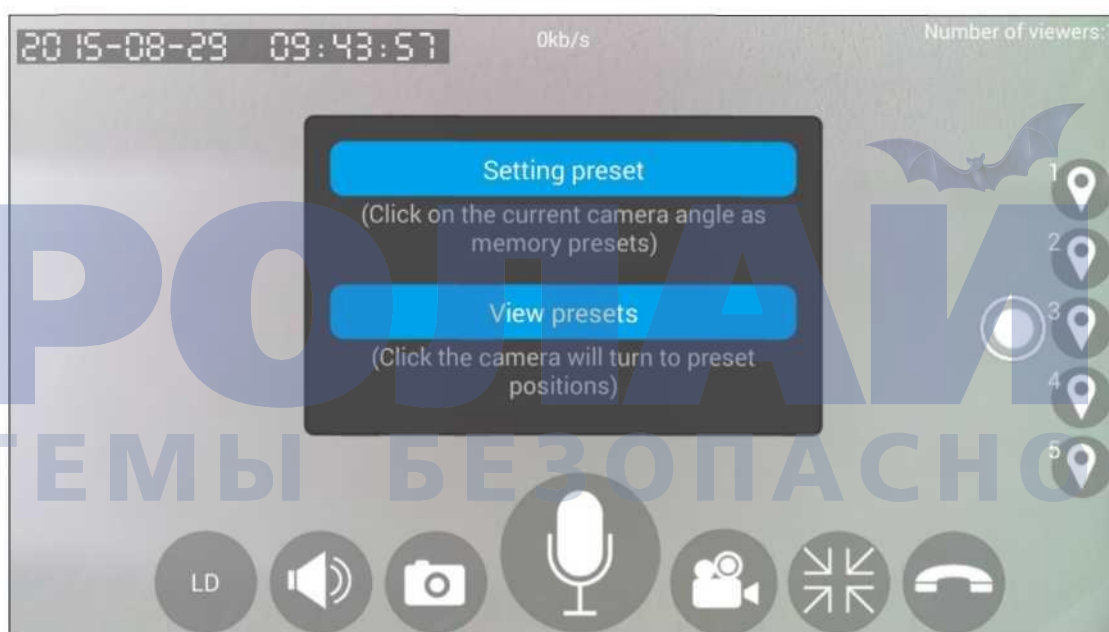 2015-08-29 09:43:57
0kb/s
Number of viewers:
Setting preset
(Click on the current camera angle as
memory presets)
View presets
(Click the camera will turn to preset
positions)
1
2
3
4
5
РОЛАЙ
ТЕМЫ БЕЗОПАСНО
LD